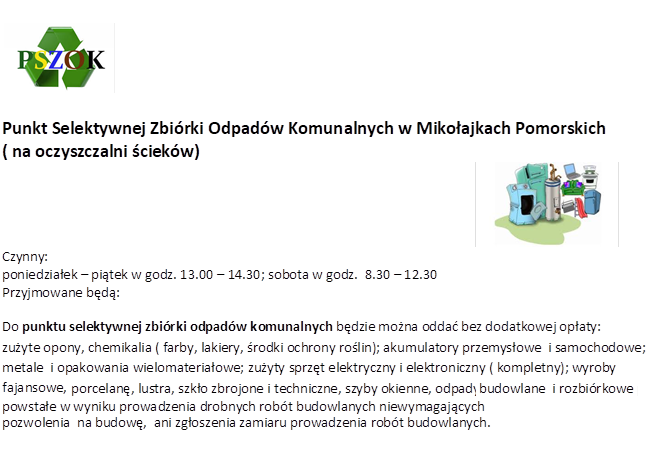 PSZOK
Punkt Selektywnej Zbiórki Odpadów Komunalnych w Mikołajkach Pomorskich
( na oczyszczalni ścieków)
Czynny:
poniedziałek – piątek w godz. 13.00 – 14.30; sobota w godz. 8.30 – 12.30
Przyjmowane będą:
Do punktu selektywnej zbiórki odpadów komunalnych będzie można oddać bez dodatkowej opłaty:
zużyte opony, chemikalia ( farby, lakiery, środki ochrony roślin); akumulatory przemysłowe i samochodowe;
metale i opakowania wielomateriałowe; zużyty sprzęt elektryczny i elektroniczny ( kompletny); wyroby
fajansowe, porcelanę, lustra, szkło zbrojone i techniczne, szyby okienne, odpady budowlane i rozbiórkowe
powstałe w wyniku prowadzenia drobnych robót budowlanych niewymagających
pozwolenia na budowę, ani zgłoszenia zamiaru prowadzenia robót budowlanych.